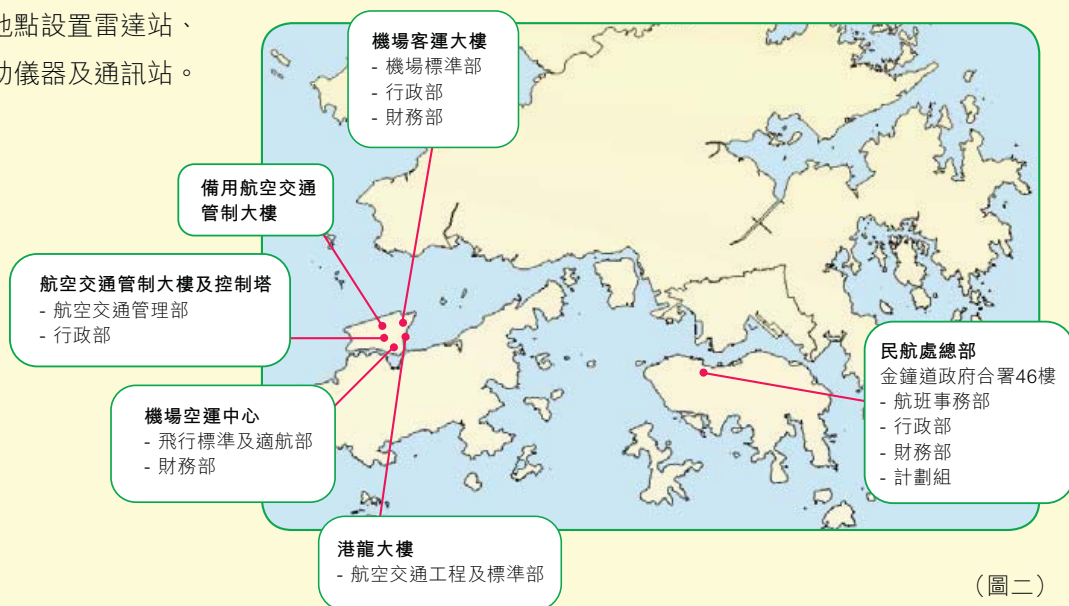 地點設置雷達站、
助儀器及通訊站。
機場客運大樓
- 機場標準部
- 行政部
- 財務部
備用航空交通
管制大樓
航空交通管制大樓及控制塔
- 航空交通管理部
- 行政部
機場空運中心
- 飛行標準及適航部
- 財務部
港龍大樓
- 航空交通工程及標準部
民航處總部
金鐘道政府合署46樓
- 航班事務部
- 行政部
- 財務部
- 計劃組
（圖二）